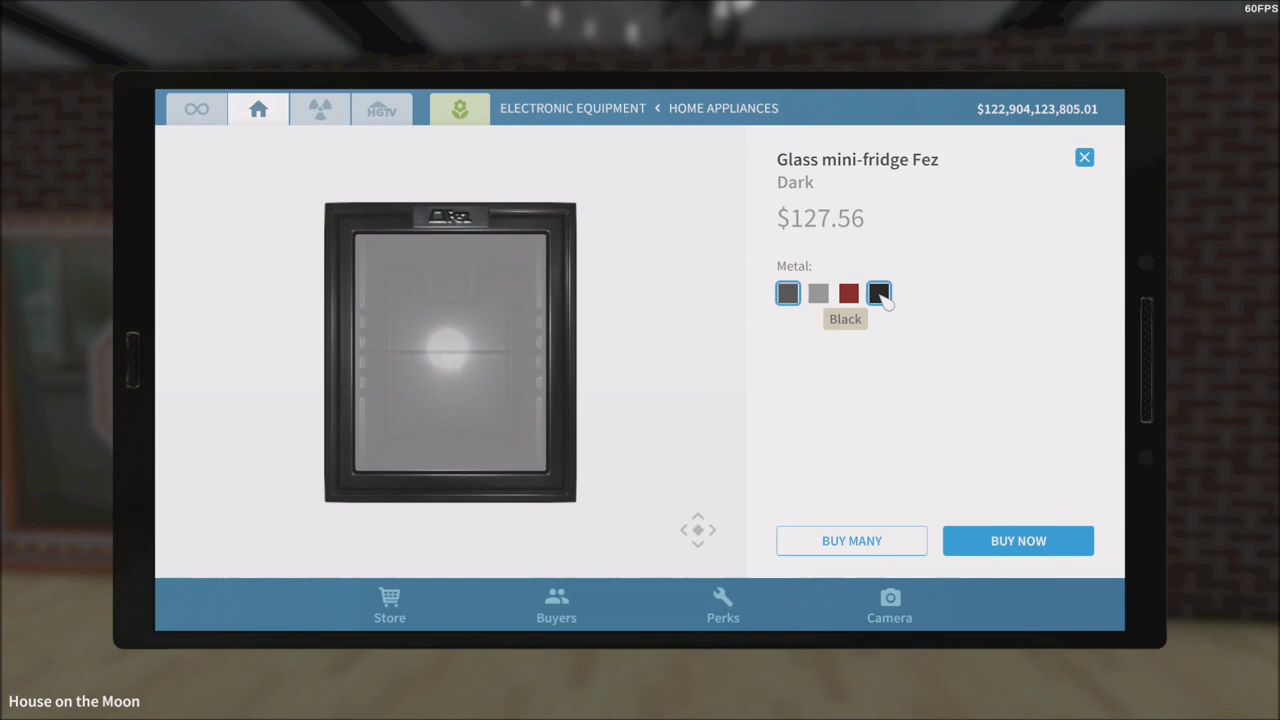 60FPS
HGTV
ELECTRONIC EQUIPMENT < HOME APPLIANCES
$122,904,123,805.01
Glass mini-fridge Fez
Dark
$127.56
Metal:
Black
Fez
BUY MANY
BUY NOW
Store
Buyers
Perks
Camera
House on the Moon